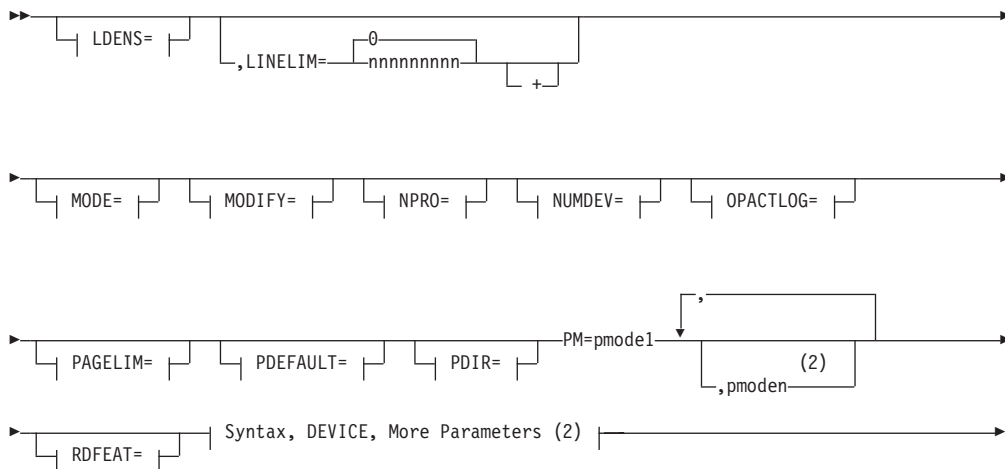 LDENS=
0
,LINELIM= nnnnnnnnn
+
MODE= MODIFY= NPRO= NUMDEV= OPACTLOG=
,
PM=pmode1
PAGELIM= PDEFAULT= PDIR= (2)
,pmoden
Syntax, DEVICE, More Parameters (2)
RDFEAT=